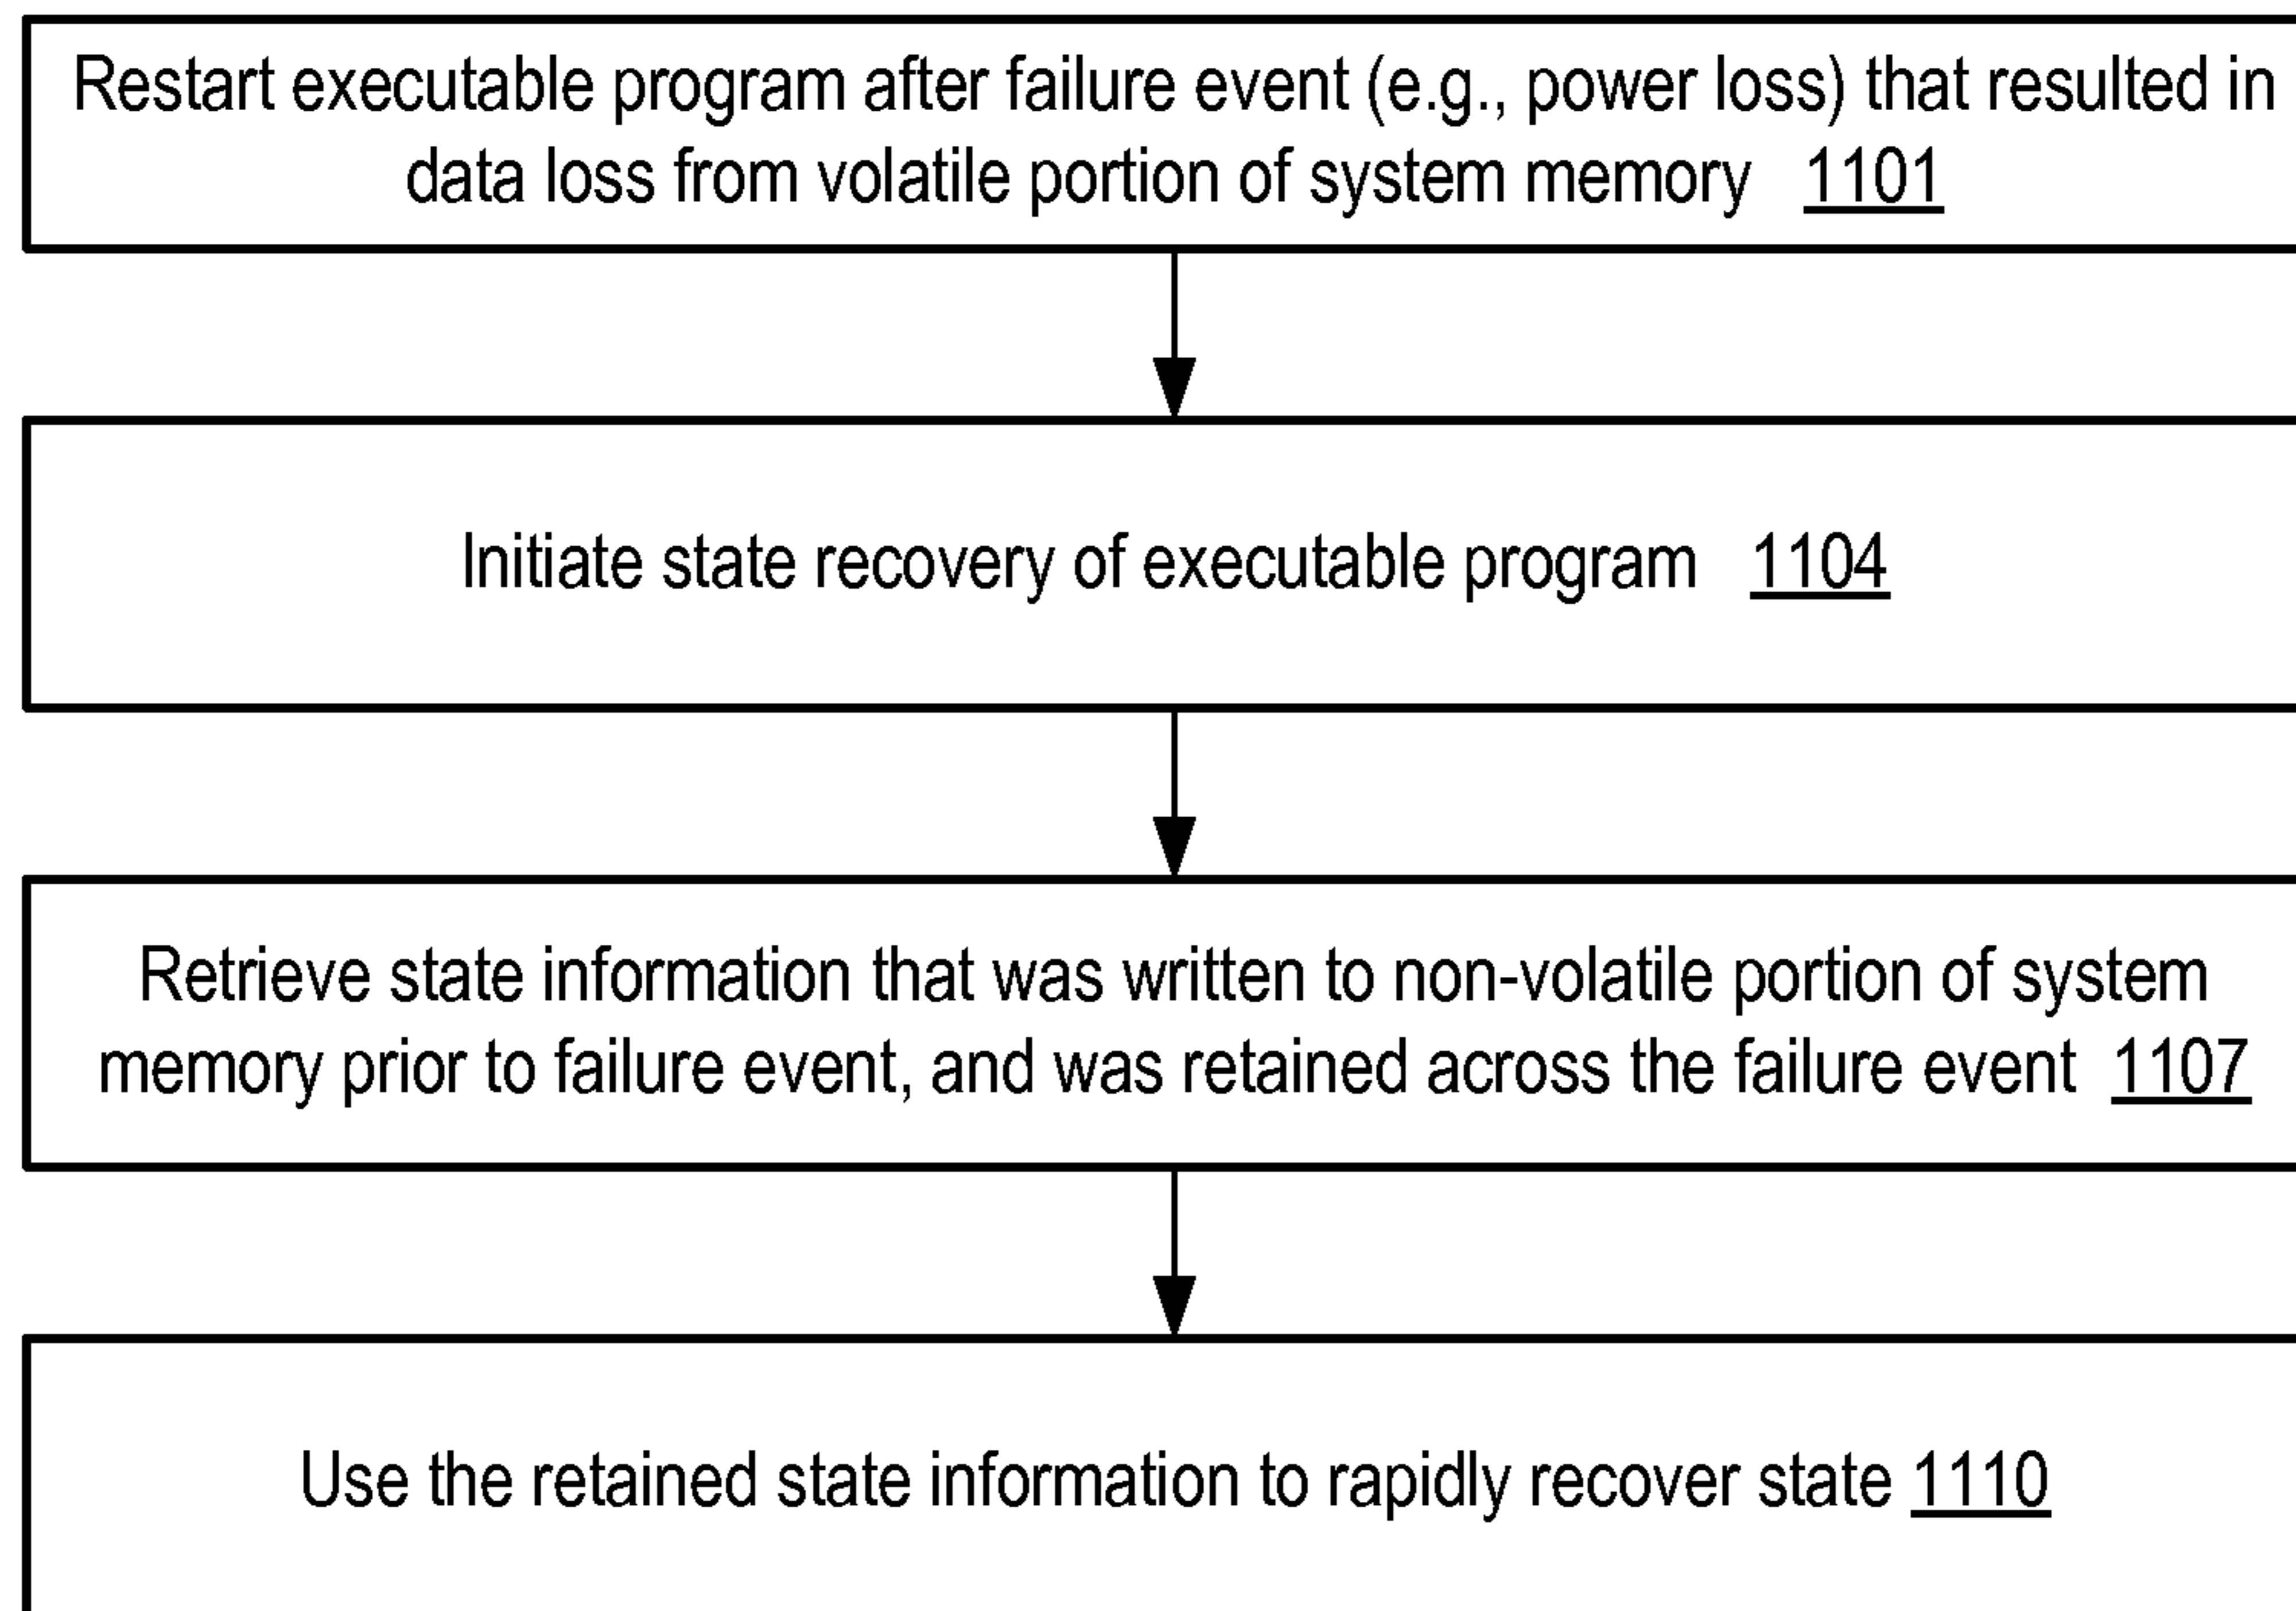 Restart executable program after failure event (e.g., power loss) that resulted in
data loss from volatile portion of system memory 1101
Initiate state recovery of executable program 1104
Retrieve state information that was written to non-volatile portion of system
memory prior to failure event, and was retained across the failure event 1107
Use the retained state information to rapidly recover state 1110